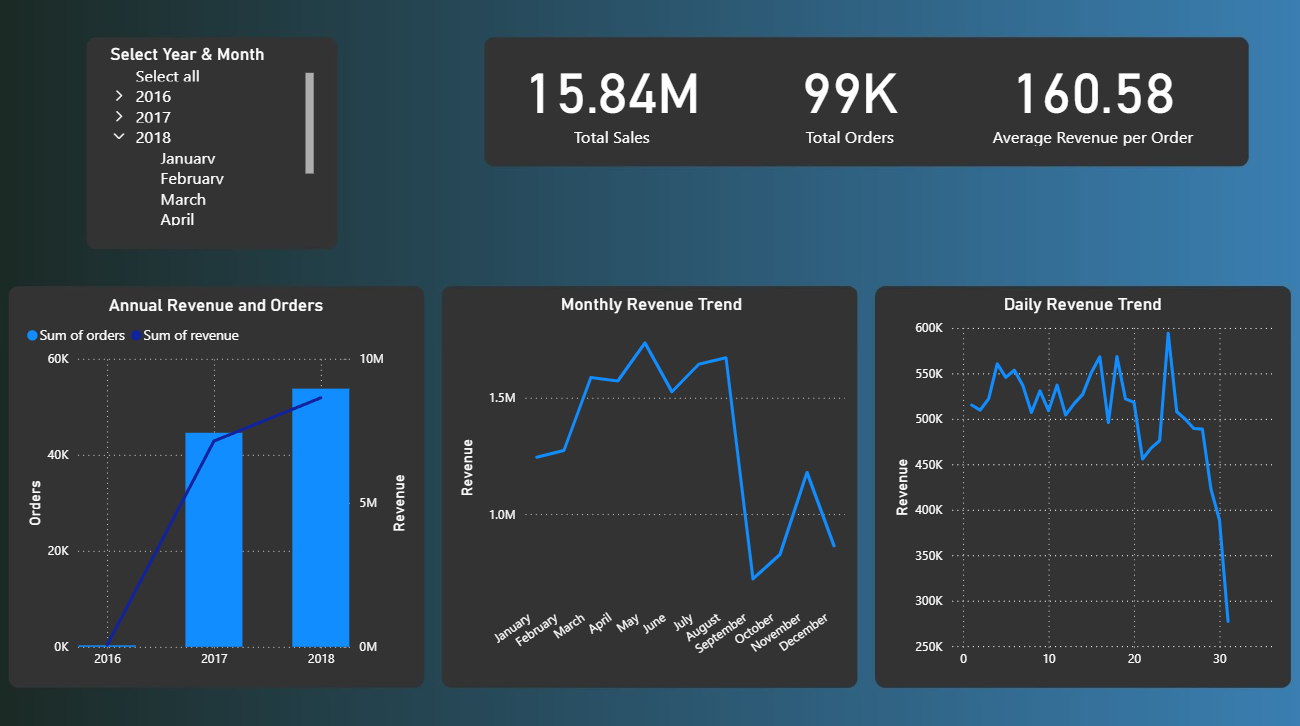 Select Year & Month
Select all
2016
2017
2018
January
February
March
April
15.84M
Total Sales
99K
Total Orders
160.58
Average Revenue per Order
Annual Revenue and Orders
Sum of orders Sum of revenue
60K
40K
20K
0K
Orders
10M
5M
0M
Revenue
2016 2017 2018
Monthly Revenue Trend
1.5M
1.0M
Revenue
January February March April May June July August September October November December
Daily Revenue Trend
600K
550K
500K
450K
400K
350K
300K
250K
Revenue
0 10 20 30